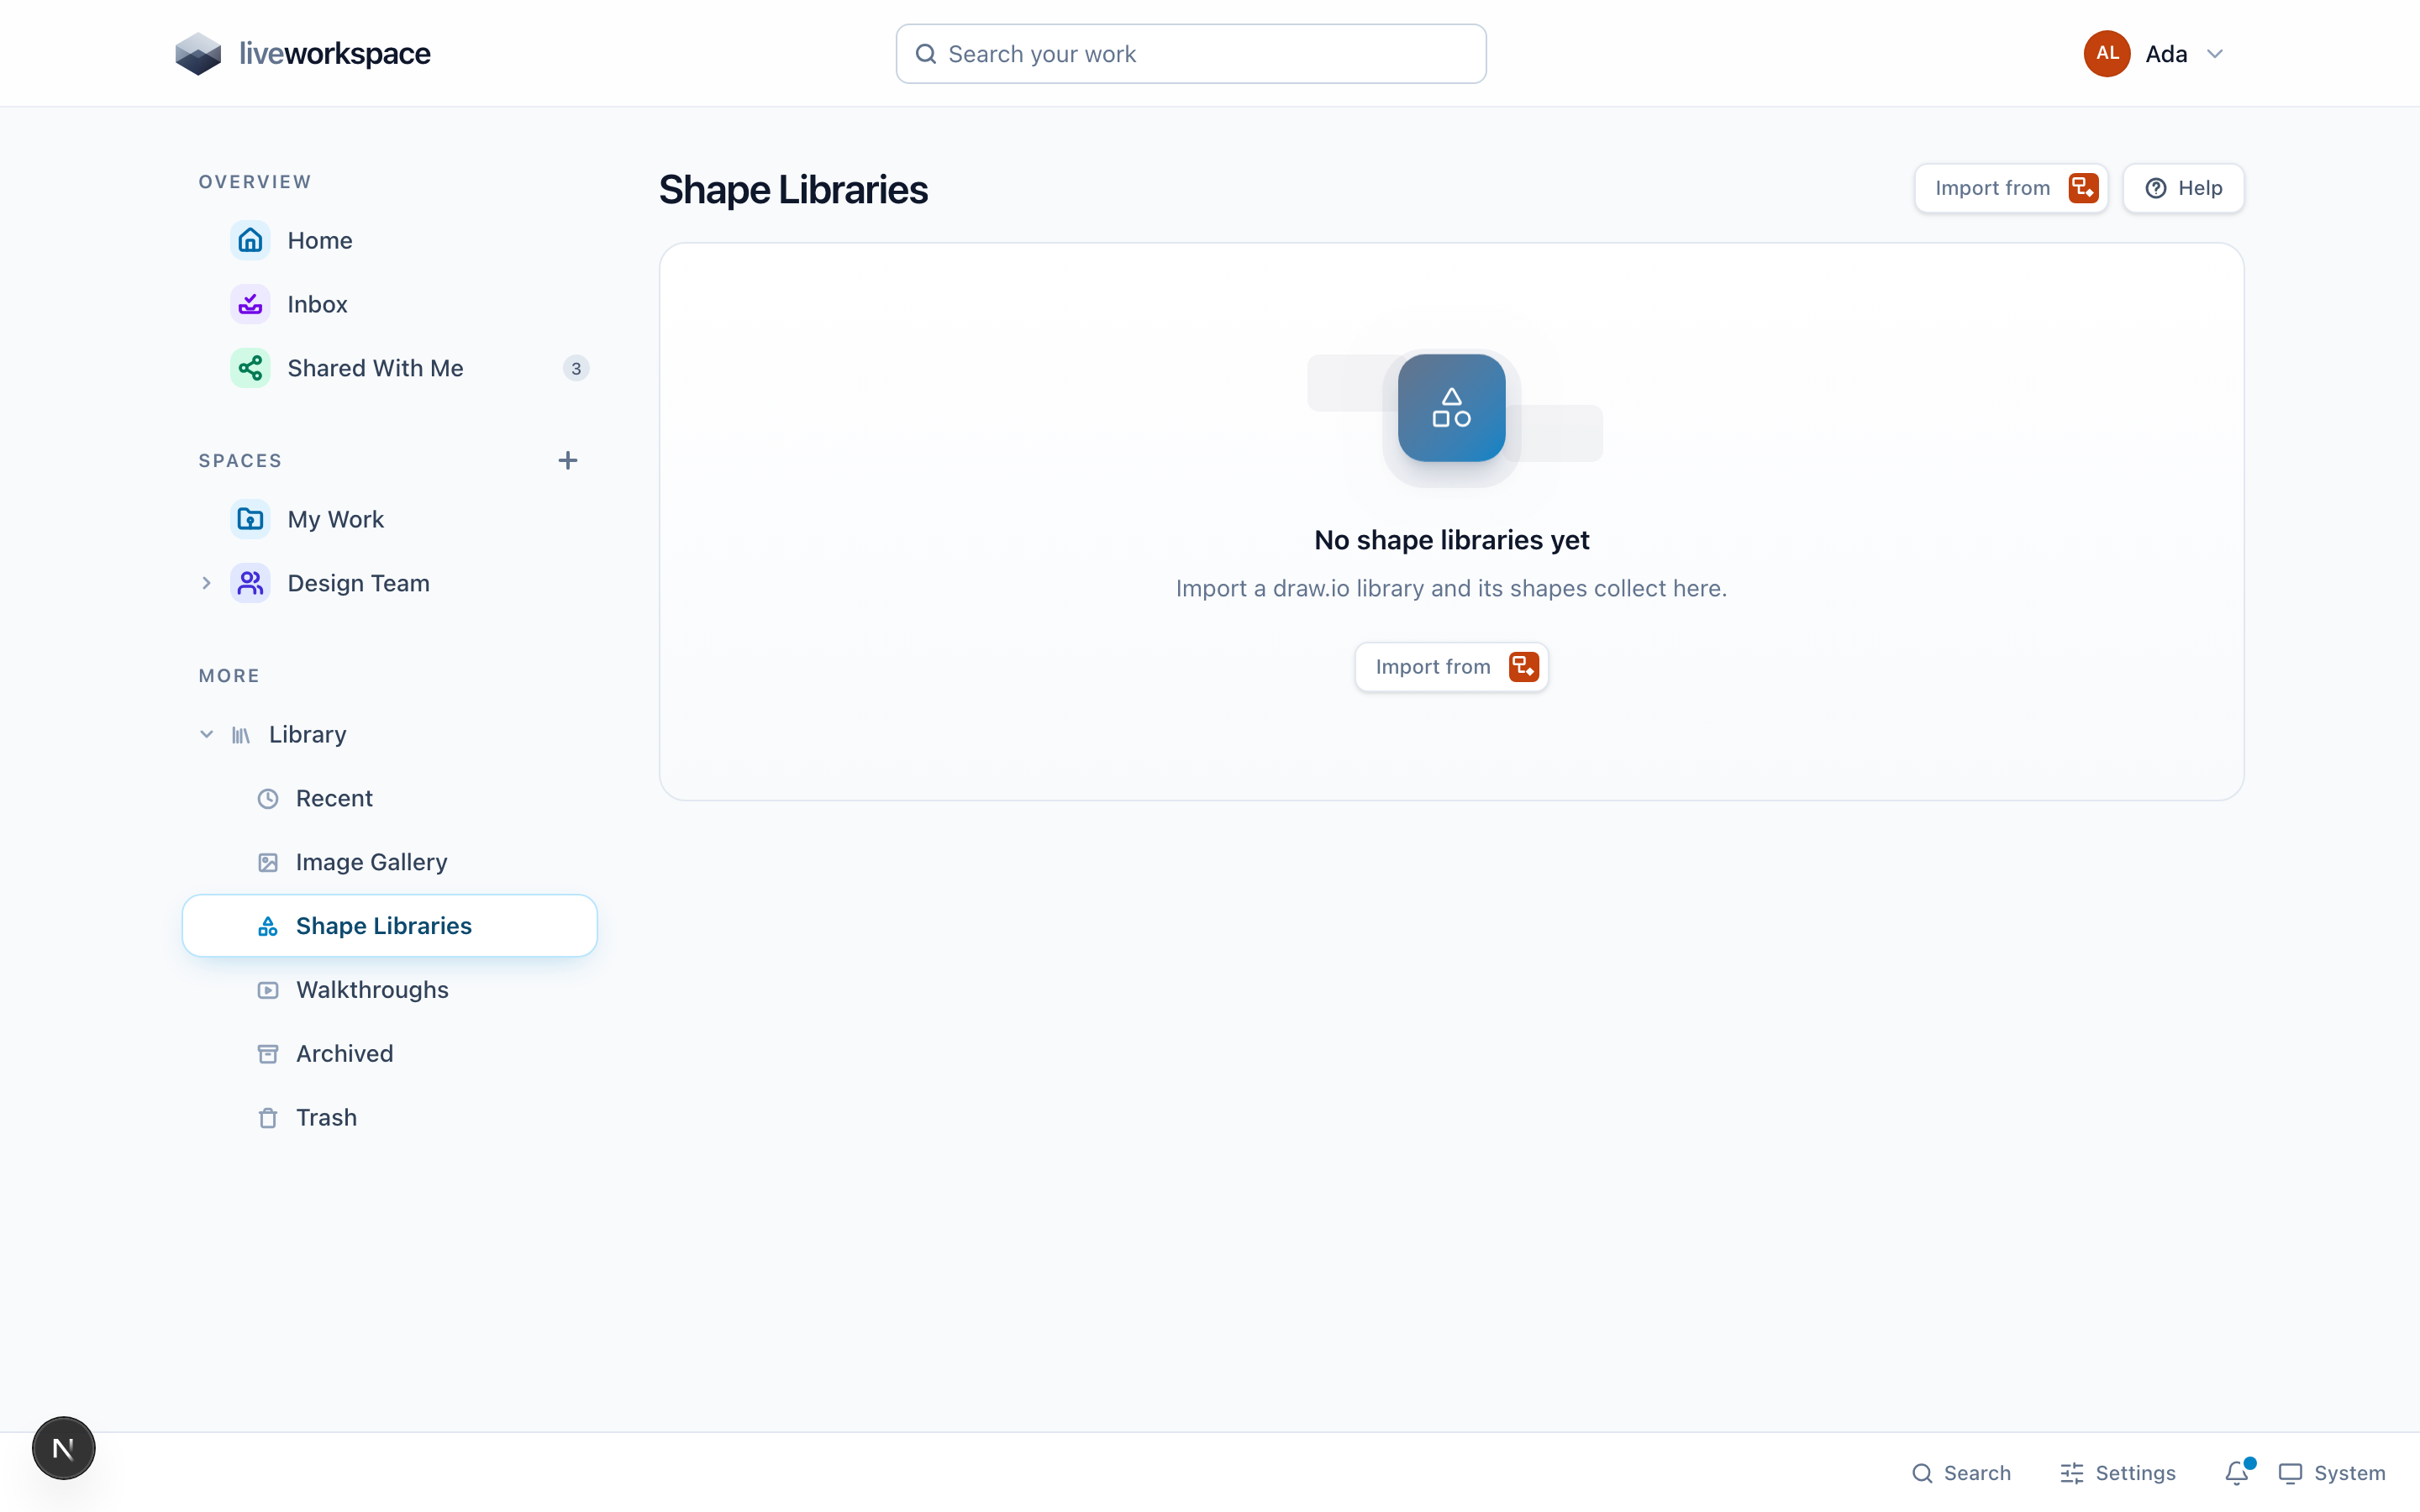 liveworkspace
Search your work
AL
Ada
OVERVIEW
Home
Inbox
Shared With Me
3
SPACES
My Work
Design Team
MORE
Library
Recent
Image Gallery
Shape Libraries
Walkthroughs
Archived
Trash
Shape Libraries
Import from
Help
No shape libraries yet
Import a draw.io library and its shapes collect here.
Import from
N
Search
Settings
System